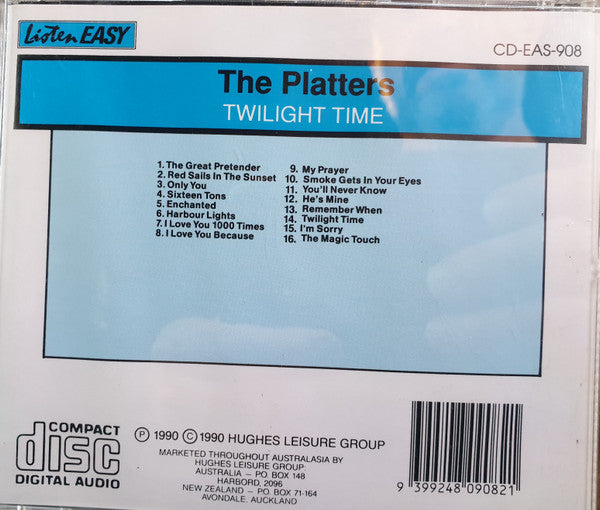 Listen EASY
CD-EAS-908
The Platters
TWILIGHT TIME
1. The Great Pretender
2. Red Sails In The Sunset
3. Only You
4. Sixteen Tons
5. Enchanted
6. Harbour Lights
7. I Love You 1000 Times
8. I Love You Because
9. My Prayer
10. Smoke Gets In Your Eyes
11. You'll Never Know
12. He's Mine
13. Remember When
14. Twilight Time
15. I'm Sorry
16. The Magic Touch
COMPACT
disc
DIGITAL AUDIO
Ⓟ 1990 © 1990 HUGHES LEISURE GROUP
MARKETED THROUGHOUT AUSTRALASIA BY
HUGHES LEISURE GROUP:
AUSTRALIA – P.O. BOX 148
HARBORD, 2096
NEW ZEALAND – P.O. BOX 71-164
AVONDALE, AUCKLAND
9 399248 090821